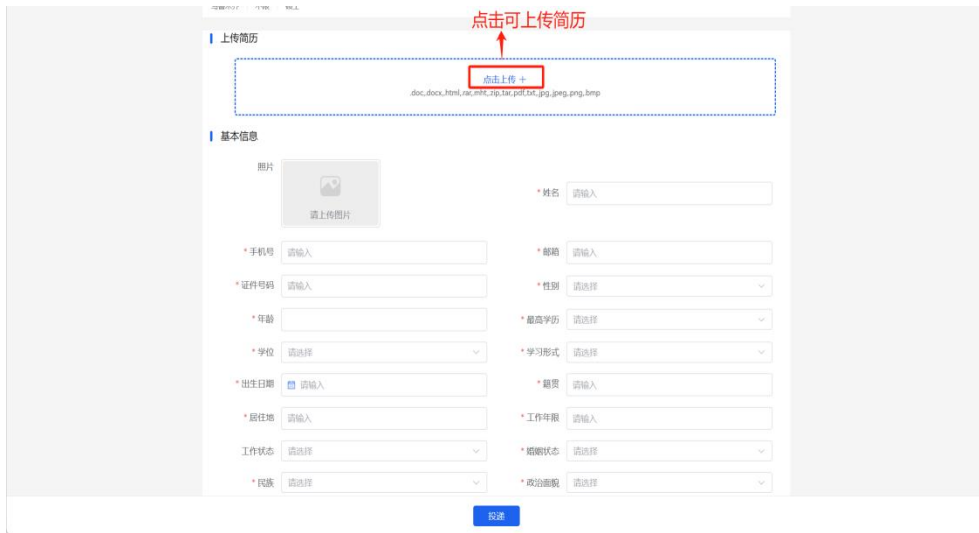 点击可上传简历
上传简历
点击上传 +
.doc,.docx,.html,.rar,.mht,.zip,.tar,.pdf,.txt,.jpg,.jpeg,.png,.bmp
基本信息
照片
请上传图片
* 姓名 请输入
* 手机号 请输入 * 邮箱 请输入
* 证件号码 请输入 * 性别 请选择
* 年龄 * 最高学历 请选择
* 学位 请选择 * 学习形式 请选择
* 出生日期 请输入 * 籍贯 请输入
* 居住地 请输入 * 工作年限 请输入
工作状态 请选择 * 婚姻状态 请选择
* 民族 请选择 * 政治面貌 请选择
投递